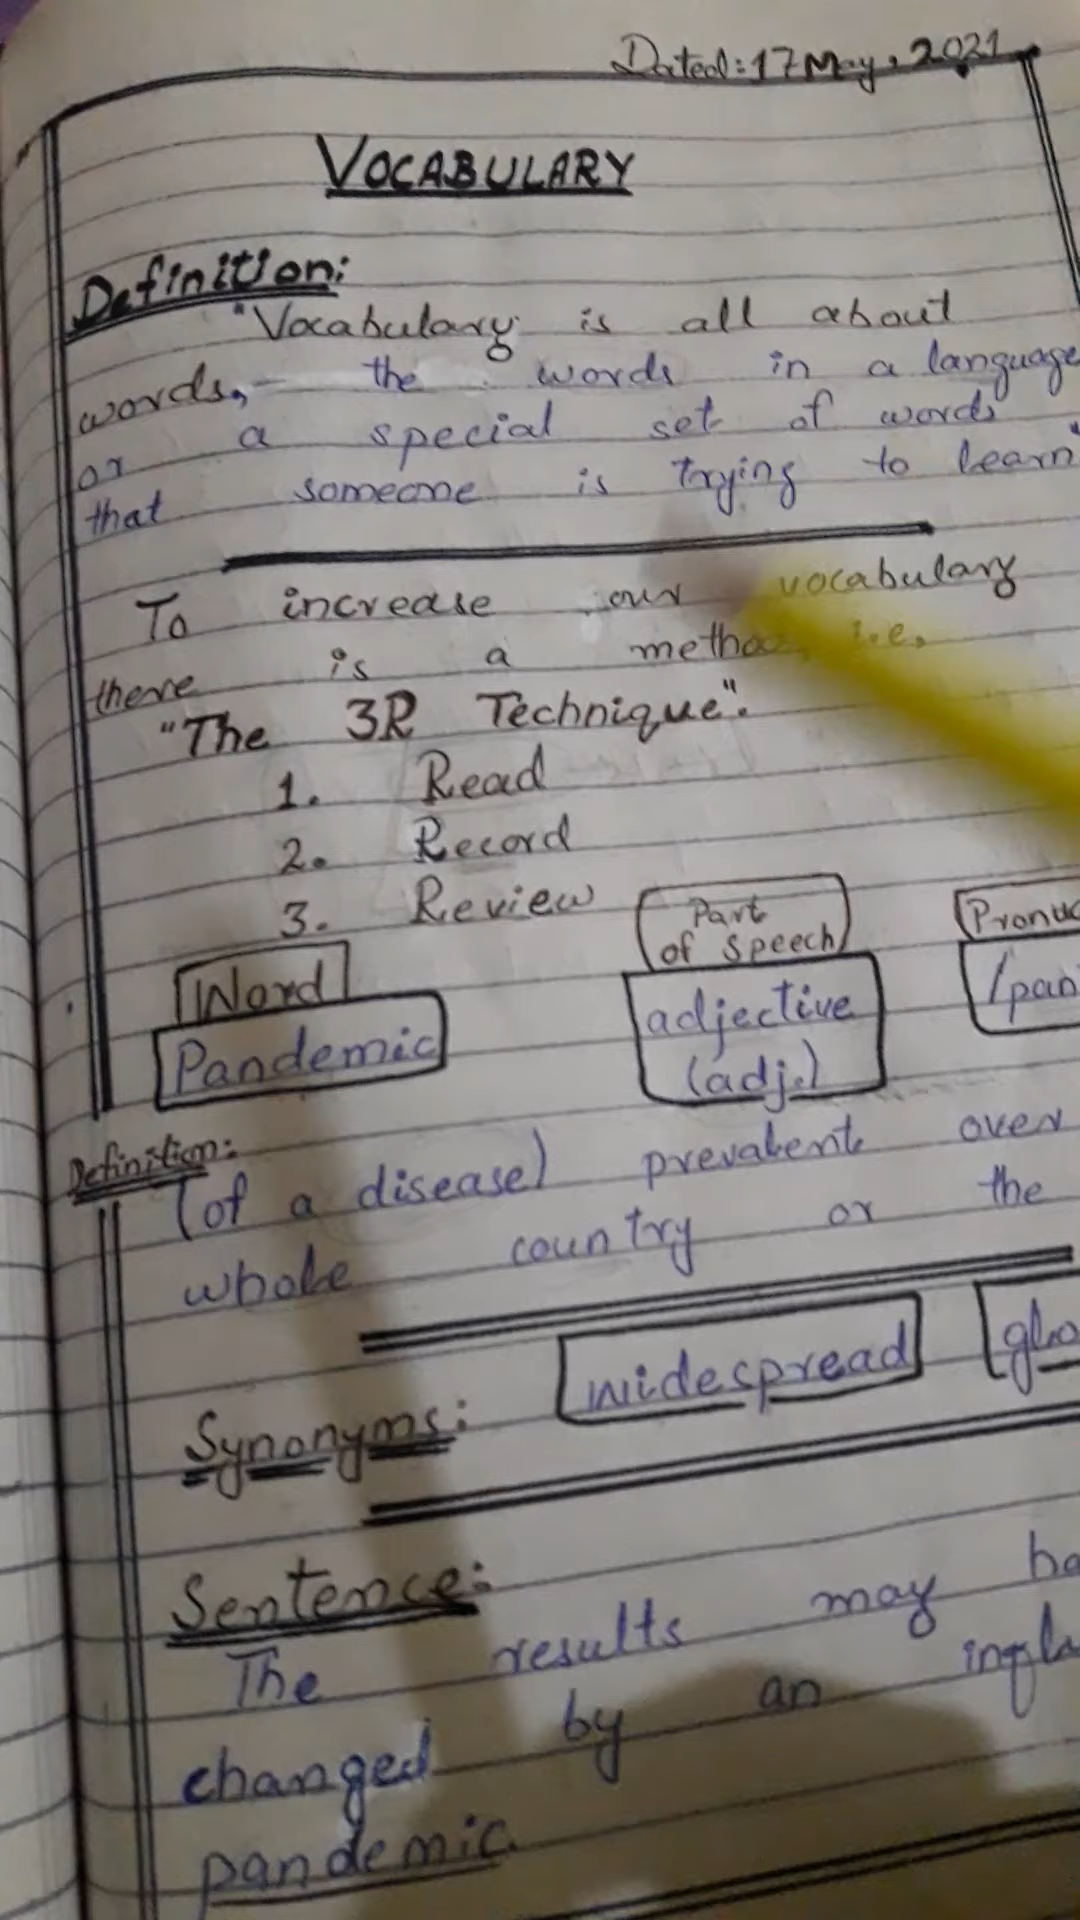 Dated: 17 May, 2021
VOCABULARY
Definition:
"Vocabulary is all about
words, - the words in a language
or a special set of words
that someone is trying to learn"
To increase our vocabulary
there is a method, i.e.
"The 3R Technique".
1. Read
2. Record
3. Review
Word
Part
of speech
Pandemic
adjective
(adj.)
Definition:
(of a disease) prevalent over
whole country or the
Synonyms: widespread
Sentence:
The results may
changed by an
pandemic.